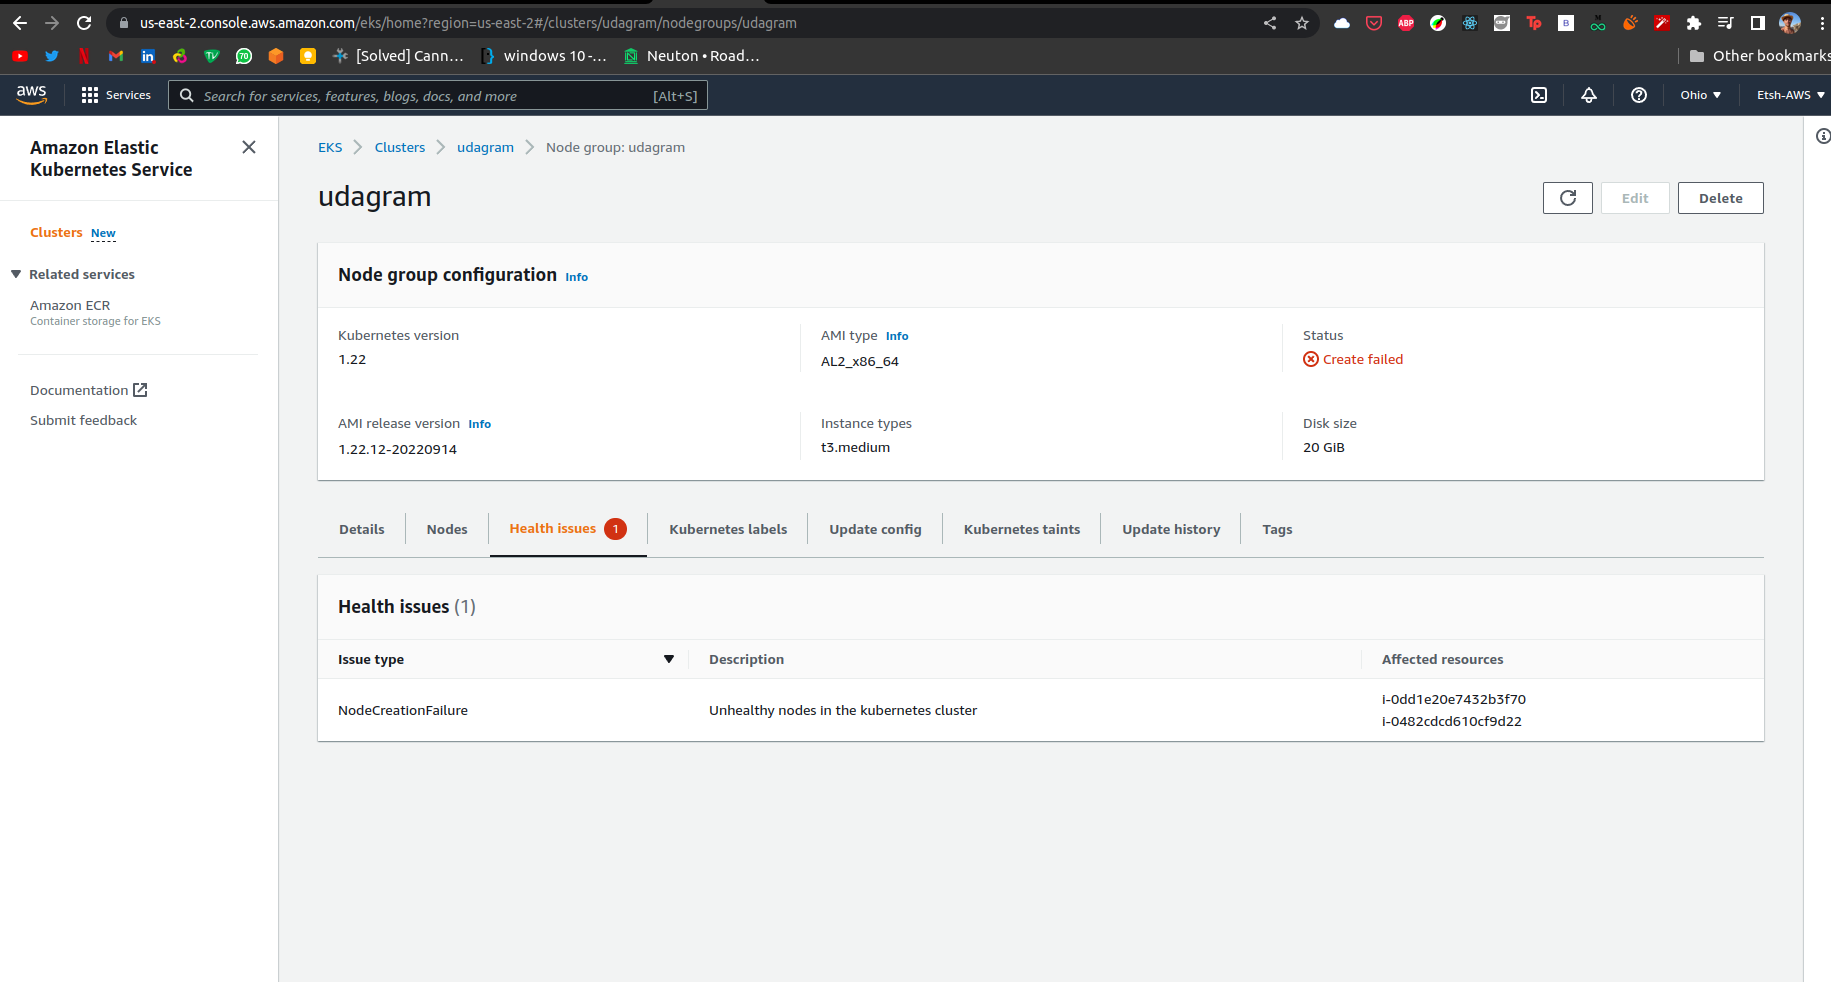 us-east-2.console.aws.amazon.com/eks/home?region=us-east-2#/clusters/udagram/nodegroups/udagram
[Solved] Cann...
windows 10 -...
Neuton • Road...
Other bookmarks
aws
Services
Search for services, features, blogs, docs, and more
[Alt+S]
Ohio
Etsh-AWS
Amazon Elastic
Kubernetes Service
Clusters New
Related services
Amazon ECR
Container storage for EKS
Documentation
Submit feedback
EKS
Clusters
udagram
Node group: udagram
udagram
Edit
Delete
Node group configuration Info
Kubernetes version
1.22
AMI type Info
AL2_x86_64
Status
Create failed
AMI release version Info
1.22.12-20220914
Instance types
t3.medium
Disk size
20 GiB
Details
Nodes
Health issues 1
Kubernetes labels
Update config
Kubernetes taints
Update history
Tags
Health issues (1)
Issue type
Description
Affected resources
NodeCreationFailure
Unhealthy nodes in the kubernetes cluster
i-0dd1e20e7432b3f70
i-0482cdcd610cf9d22